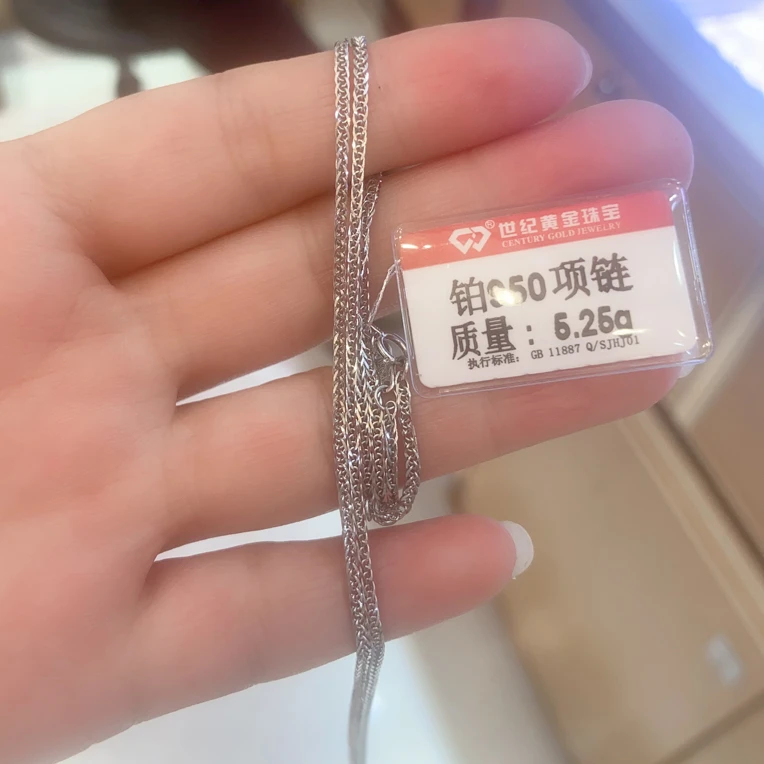 世纪黄金珠宝®
CENTURY GOLD JEWELRY
铂950项链
质量：5.25g
执行标准：GB 11887 Q/SJHJ01